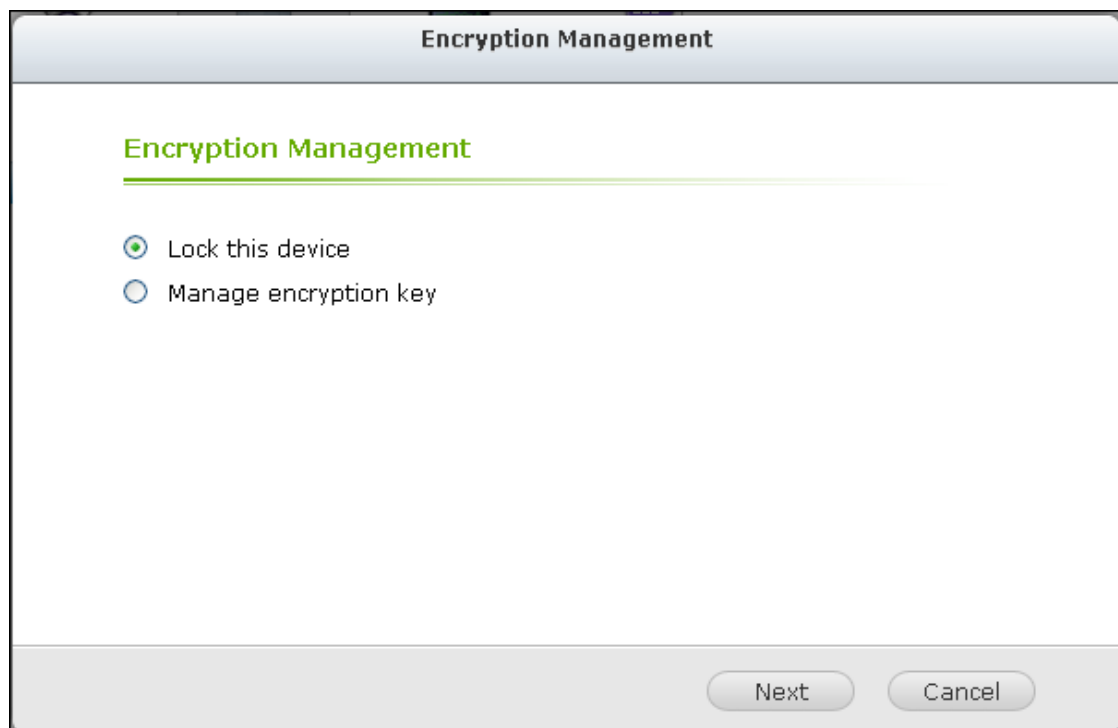 Encryption Management
Encryption Management
Lock this device
Manage encryption key
Next Cancel